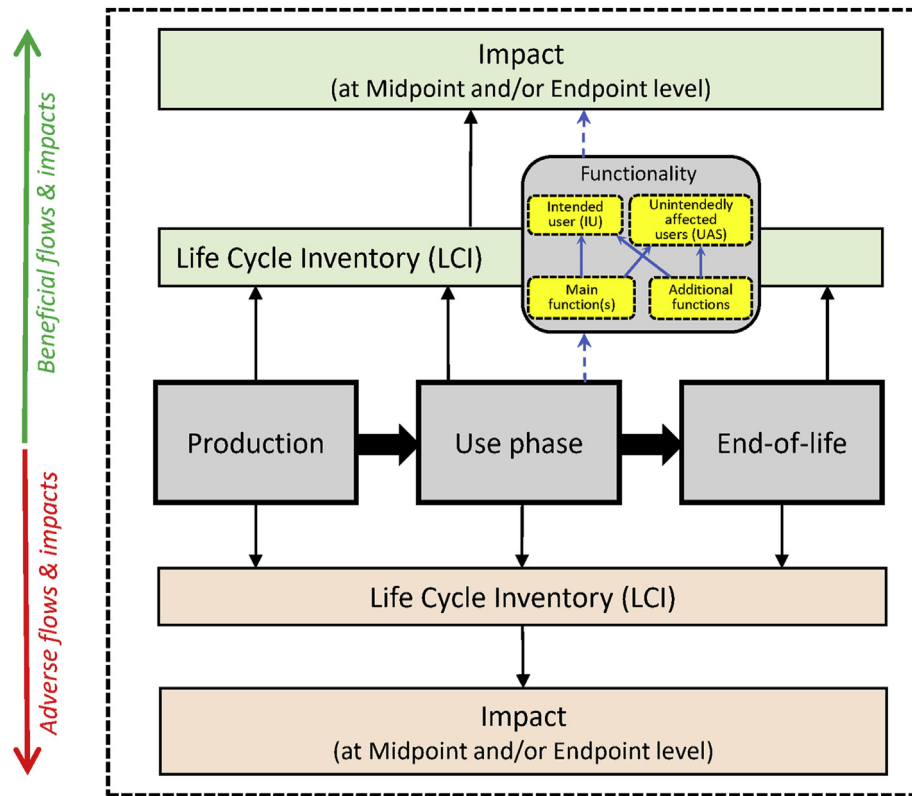 Impact
(at Midpoint and/or Endpoint level)
Functionality
Intended
user (IU)
Unintendedly
affected
users (UAS)
Life Cycle Inventory (LCI)
Main
function(s)
Additional
functions
Beneficial flows & impacts
Production
Use phase
End-of-life
Adverse flows & impacts
Life Cycle Inventory (LCI)
Impact
(at Midpoint and/or Endpoint level)